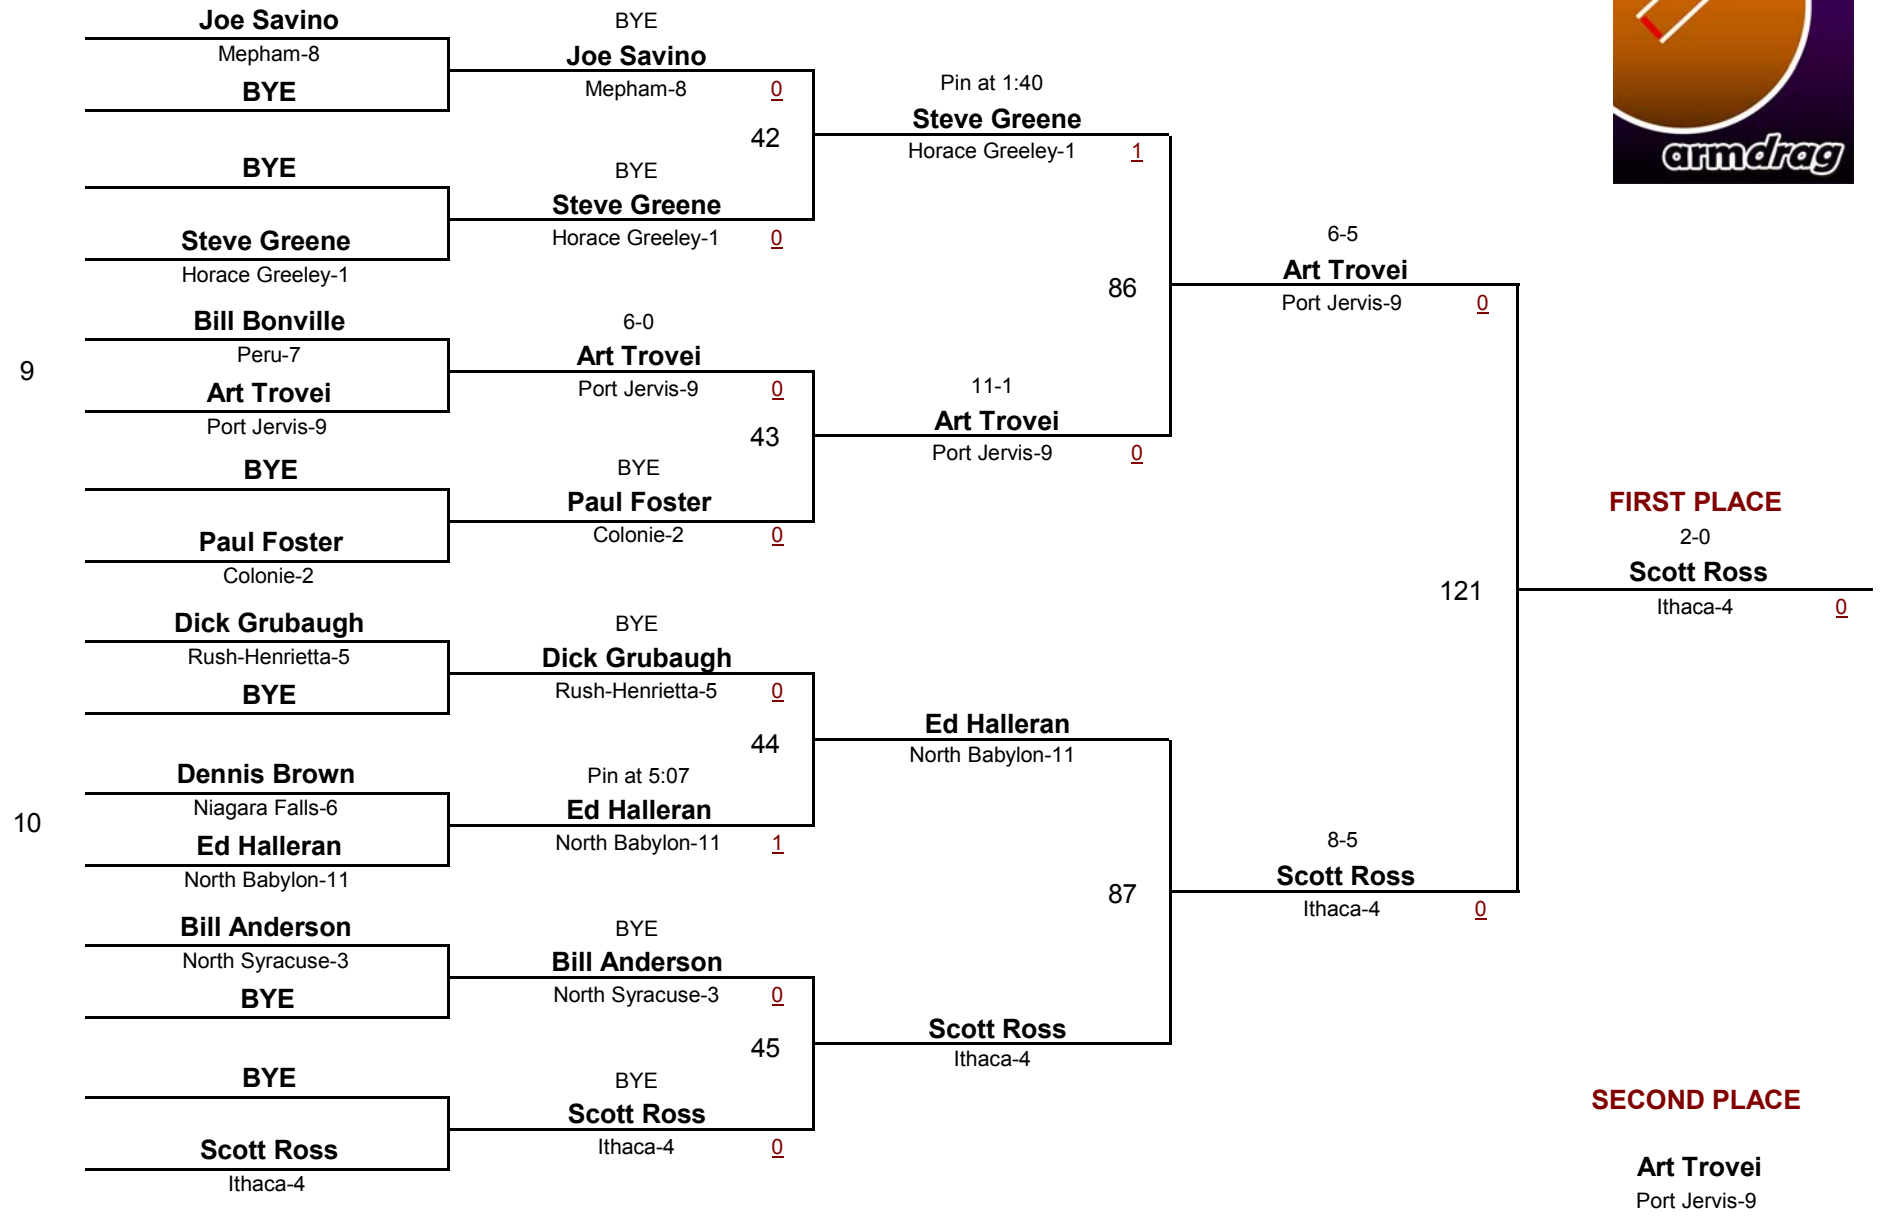 Joe Savino
Mepham-8
BYE
BYE
Steve Greene
Horace Greeley-1
9
Bill Bonville
Peru-7
Art Trovei
Port Jervis-9
BYE
Paul Foster
Colonie-2
Dick Grubaugh
Rush-Henrietta-5
BYE
10
Dennis Brown
Niagara Falls-6
Ed Halleran
North Babylon-11
Bill Anderson
North Syracuse-3
BYE
BYE
Scott Ross
Ithaca-4
BYE
Joe Savino
Mepham-8 0
42
BYE
Steve Greene
Horace Greeley-1 0
6-0
Art Trovei
Port Jervis-9 0
43
BYE
Paul Foster
Colonie-2 0
BYE
Dick Grubaugh
Rush-Henrietta-5 0
44
Pin at 5:07
Ed Halleran
North Babylon-11 1
BYE
Bill Anderson
North Syracuse-3 0
45
BYE
Scott Ross
Ithaca-4 0
Pin at 1:40
Steve Greene
Horace Greeley-1 1
86
11-1
Art Trovei
Port Jervis-9 0
Ed Halleran
North Babylon-11
87
Scott Ross
Ithaca-4
6-5
Art Trovei
Port Jervis-9 0
121
8-5
Scott Ross
Ithaca-4 0
armdrag
FIRST PLACE
2-0
Scott Ross
Ithaca-4 0
SECOND PLACE
Art Trovei
Port Jervis-9